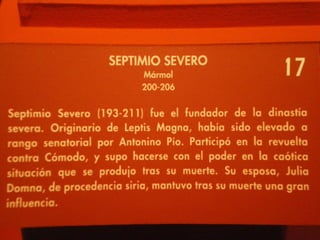 SEPTIMIO SEVERO
17
Mármol
200-206
Septimio Severo (193-211) fue el fundador de la dinastía
severa. Originario de Leptis Magna, había sido elevado a
rango senatorial por Antonino Pío. Participó en la revuelta
contra Cómodo, y supo hacerse con el poder en la caótica
situación que se produjo tras su muerte. Su esposa, Julia
Domna, de procedencia siria, mantuvo tras su muerte una gran
influencia.